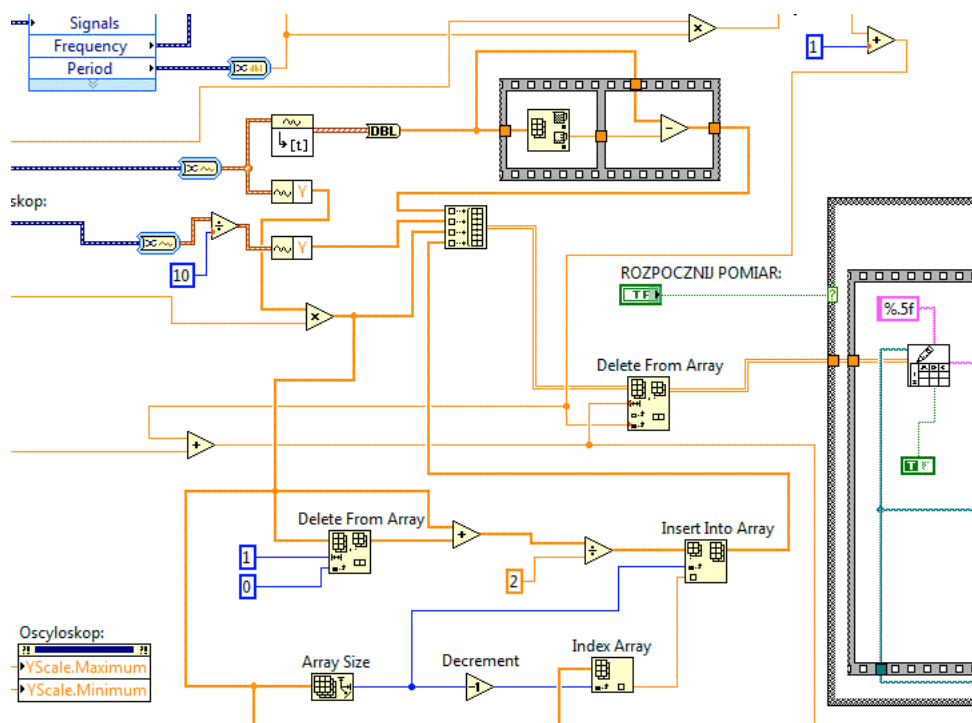 Signals
Frequency
Period
dbl
1
[t]
DBL
Y
skop:
10
Y
ROZPOCZNIJ POMIAR:
TF
?
%.5f
Delete From Array
T F
Delete From Array
1
0
2
Insert Into Array
Oscyloskop:
?! ?!
YScale.Maximum
YScale.Minimum
Array Size
Decrement
-1
Index Array